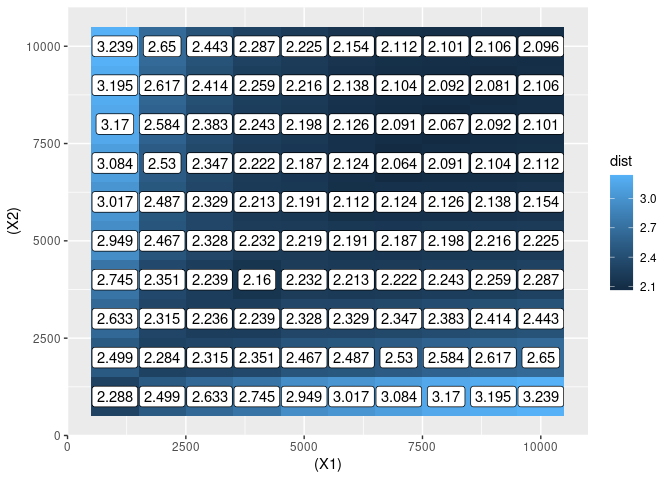 10000
3.239 2.65 2.443 2.287 2.225 2.154 2.112 2.101 2.106 2.096
3.195 2.617 2.414 2.259 2.216 2.138 2.104 2.092 2.081 2.106
3.17 2.584 2.383 2.243 2.198 2.126 2.091 2.067 2.092 2.101
7500
3.084 2.53 2.347 2.222 2.187 2.124 2.064 2.091 2.104 2.112
3.017 2.487 2.329 2.213 2.191 2.112 2.124 2.126 2.138 2.154
5000
2.949 2.467 2.328 2.232 2.219 2.191 2.187 2.198 2.216 2.225
2.745 2.351 2.239 2.16 2.232 2.213 2.222 2.243 2.259 2.287
2.633 2.315 2.236 2.239 2.328 2.329 2.347 2.383 2.414 2.443
2500
2.499 2.284 2.315 2.351 2.467 2.487 2.53 2.584 2.617 2.65
2.288 2.499 2.633 2.745 2.949 3.017 3.084 3.17 3.195 3.239
0
(X2)
0 2500 5000 7500 10000
(X1)
dist
3.0
2.7
2.4
2.1